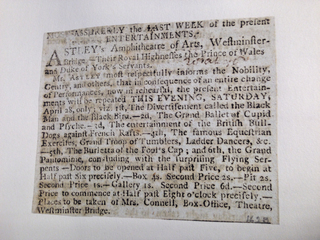 POSITIVELY the LAST WEEK of the present
ENTERTAINMENTS.
ASTLEY's Amphitheatre of Arts, Westminster-
Bridge.—Their Royal Highnesses the Prince of Wales
and Duke of York's Servants.
Mr. ASTLEY most respectfully informs the Nobility,
Gentry, and others, that in consequence of an entire change
of Performances, now in rehearsal, the present Entertain-
ments will be repeated THIS EVENING, SATURDAY,
April 28, only, viz. 1st, The Divertisement called the Black
Man and the Black Bird.—2d, The Grand Ballet of Cupid
and Psyche.—3d, The entertainment of the British Bull-
Dogs against French Rats.—4th, The famous Equestrian
Exercises, Grand Troop of Tumblers, Ladder Dancers, &c.
—5th, The Burletta of the Fool's Cap; and 6th, the Grand
Pantomime, concluding with the surprising Flying Ser-
vents.—Doors to be opened at Half past Five, to begin at
Half past Six precisely.—Box 4s. Second Price 2s.—Pit 2s.
Second Price 1s.—Gallery 1s. Second Price 6d.—Second
Price to commence at Half past Eight o'clock precisely.—
Places to be taken of Mrs. Connell, Box-Office, Theatre,
Westminster Bridge.